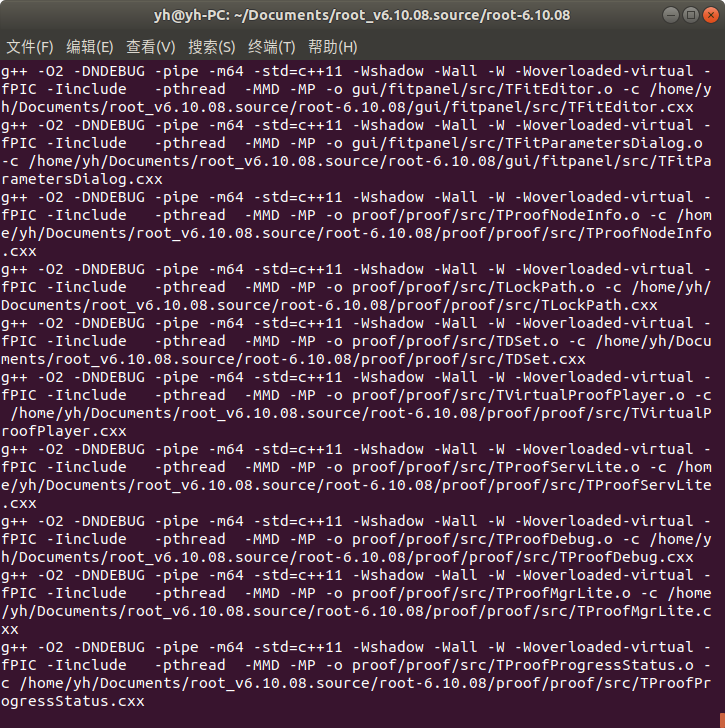 yh@yh-PC: ~/Documents/root_v6.10.08.source/root-6.10.08
文件(F) 编辑(E) 查看(V) 搜索(S) 终端(T) 帮助(H)
g++ -O2 -DNDEBUG -pipe -m64 -std=c++11 -Wshadow -Wall -W -Woverloaded-virtual -
fPIC -Iinclude   -pthread  -MMD -MP -o gui/fitpanel/src/TFitEditor.o -c /home/y
h/Documents/root_v6.10.08.source/root-6.10.08/gui/fitpanel/src/TFitEditor.cxx
g++ -O2 -DNDEBUG -pipe -m64 -std=c++11 -Wshadow -Wall -W -Woverloaded-virtual -
fPIC -Iinclude   -pthread  -MMD -MP -o gui/fitpanel/src/TFitParametersDialog.o
-c /home/yh/Documents/root_v6.10.08.source/root-6.10.08/gui/fitpanel/src/TFitPa
rametersDialog.cxx
g++ -O2 -DNDEBUG -pipe -m64 -std=c++11 -Wshadow -Wall -W -Woverloaded-virtual -
fPIC -Iinclude   -pthread  -MMD -MP -o proof/proof/src/TProofNodeInfo.o -c /hom
e/yh/Documents/root_v6.10.08.source/root-6.10.08/proof/proof/src/TProofNodeInfo
.cxx
g++ -O2 -DNDEBUG -pipe -m64 -std=c++11 -Wshadow -Wall -W -Woverloaded-virtual -
fPIC -Iinclude   -pthread  -MMD -MP -o proof/proof/src/TLockPath.o -c /home/yh/
Documents/root_v6.10.08.source/root-6.10.08/proof/proof/src/TLockPath.cxx
g++ -O2 -DNDEBUG -pipe -m64 -std=c++11 -Wshadow -Wall -W -Woverloaded-virtual -
fPIC -Iinclude   -pthread  -MMD -MP -o proof/proof/src/TDSet.o -c /home/yh/Docu
ments/root_v6.10.08.source/root-6.10.08/proof/proof/src/TDSet.cxx
g++ -O2 -DNDEBUG -pipe -m64 -std=c++11 -Wshadow -Wall -W -Woverloaded-virtual -
fPIC -Iinclude   -pthread  -MMD -MP -o proof/proof/src/TVirtualProofPlayer.o -c
 /home/yh/Documents/root_v6.10.08.source/root-6.10.08/proof/proof/src/TVirtualP
roofPlayer.cxx
g++ -O2 -DNDEBUG -pipe -m64 -std=c++11 -Wshadow -Wall -W -Woverloaded-virtual -
fPIC -Iinclude   -pthread  -MMD -MP -o proof/proof/src/TProofServLite.o -c /hom
e/yh/Documents/root_v6.10.08.source/root-6.10.08/proof/proof/src/TProofServLite
.cxx
g++ -O2 -DNDEBUG -pipe -m64 -std=c++11 -Wshadow -Wall -W -Woverloaded-virtual -
fPIC -Iinclude   -pthread  -MMD -MP -o proof/proof/src/TProofDebug.o -c /home/y
h/Documents/root_v6.10.08.source/root-6.10.08/proof/proof/src/TProofDebug.cxx
g++ -O2 -DNDEBUG -pipe -m64 -std=c++11 -Wshadow -Wall -W -Woverloaded-virtual -
fPIC -Iinclude   -pthread  -MMD -MP -o proof/proof/src/TProofMgrLite.o -c /home
/yh/Documents/root_v6.10.08.source/root-6.10.08/proof/proof/src/TProofMgrLite.c
xx
g++ -O2 -DNDEBUG -pipe -m64 -std=c++11 -Wshadow -Wall -W -Woverloaded-virtual -
fPIC -Iinclude   -pthread  -MMD -MP -o proof/proof/src/TProofProgressStatus.o -
c /home/yh/Documents/root_v6.10.08.source/root-6.10.08/proof/proof/src/TProofPr
ogressStatus.cxx